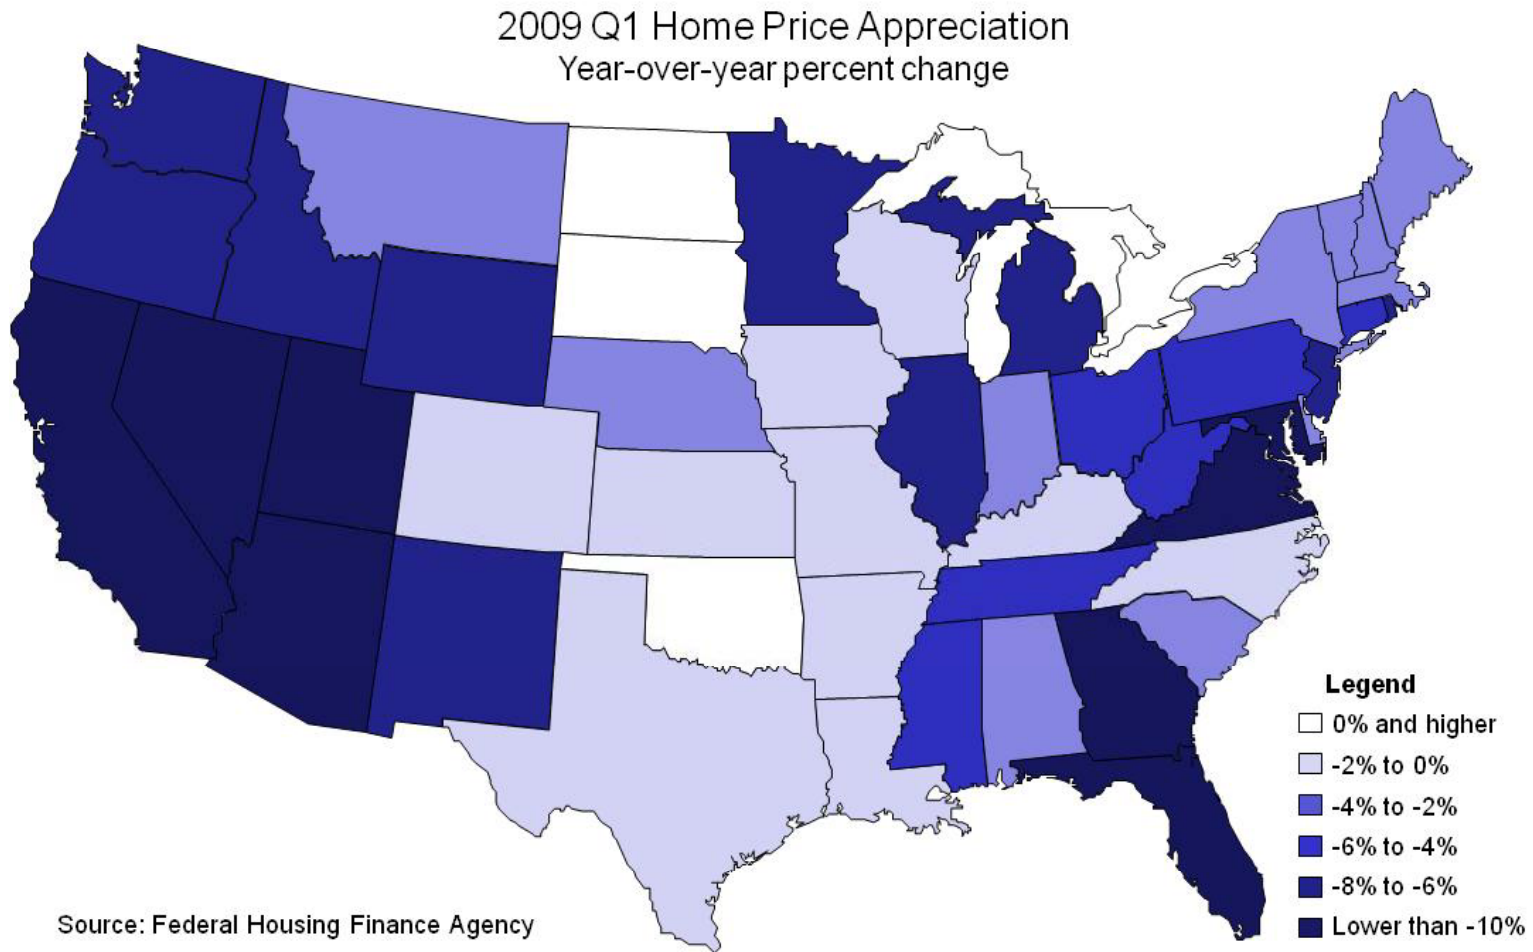 2009 Q1 Home Price Appreciation
Year-over-year percent change
Legend
0% and higher
-2% to 0%
-4% to -2%
-6% to -4%
-8% to -6%
Lower than -10%
Source: Federal Housing Finance Agency